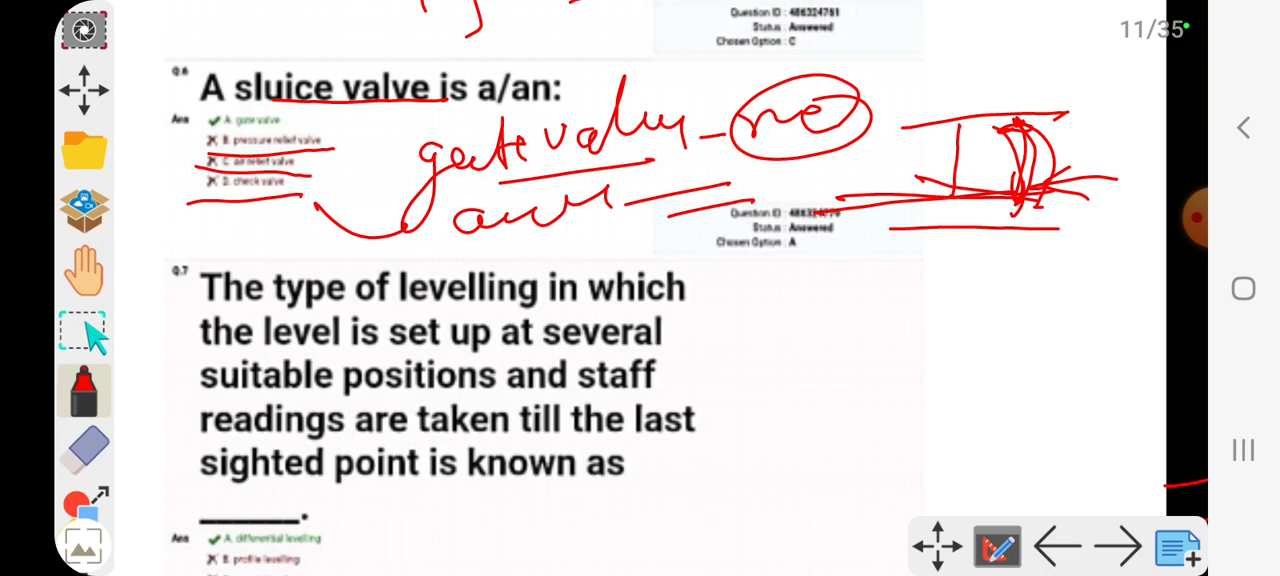 Question ID : 486324761
Status : Answered
Chosen Option : C
11/35
Q.6
A sluice valve is a/an:
Ans
A. gate valve
B. pressure relief valve
C. air relief valve
D. check valve
gate valve
Question ID :
Status : Answered
Chosen Option : A
Q.7
The type of levelling in which
the level is set up at several
suitable positions and staff
readings are taken till the last
sighted point is known as
______.
Ans
A. differential levelling
B. profile levelling